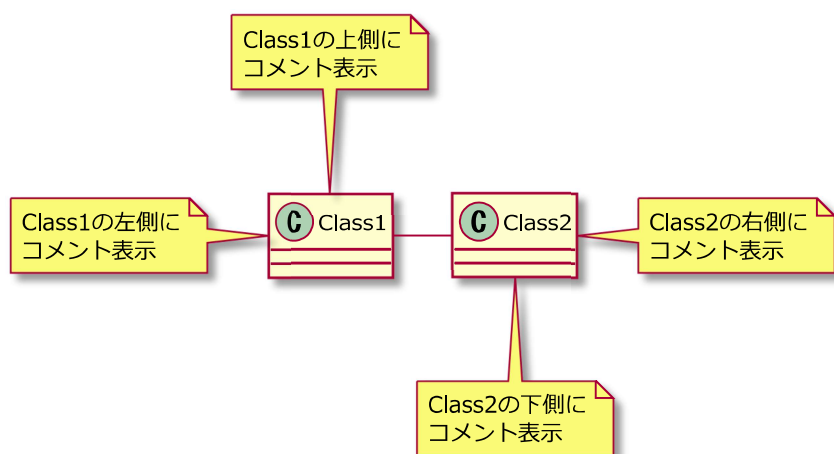 Class1の上側に
コメント表示
Class1の左側に
コメント表示
C Class1
C Class2
Class2の右側に
コメント表示
Class2の下側に
コメント表示